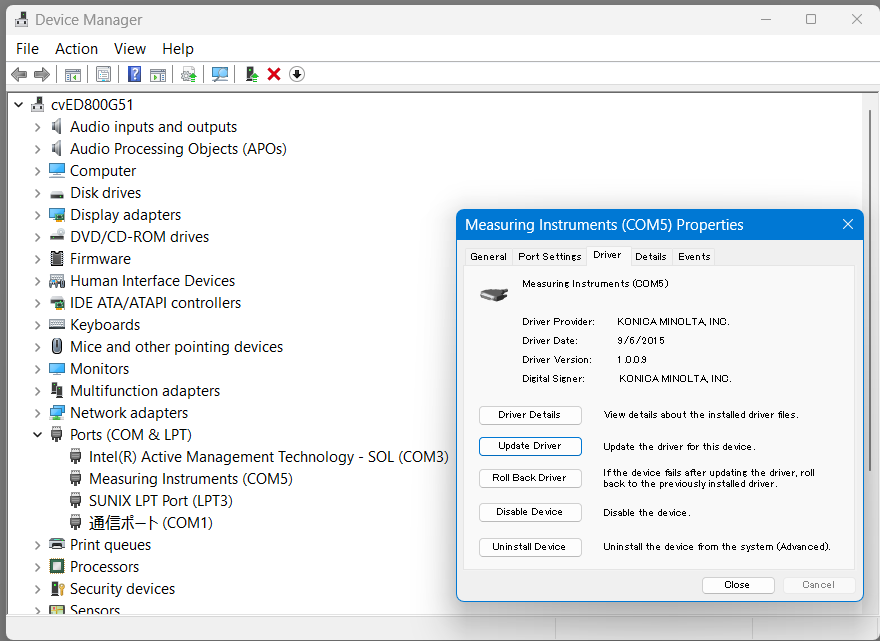 Device Manager
File Action View Help
cvED800G51
Audio inputs and outputs
Audio Processing Objects (APOs)
Computer
Disk drives
Display adapters
DVD/CD-ROM drives
Firmware
Human Interface Devices
IDE ATA/ATAPI controllers
Keyboards
Mice and other pointing devices
Monitors
Multifunction adapters
Network adapters
Ports (COM & LPT)
Intel(R) Active Management Technology - SOL (COM3)
Measuring Instruments (COM5)
SUNIX LPT Port (LPT3)
通信ポート (COM1)
Print queues
Processors
Security devices
Sensors
Measuring Instruments (COM5) Properties
General Port Settings Driver Details Events
Measuring Instruments (COM5)
Driver Provider: KONICA MINOLTA, INC.
Driver Date: 9/6/2015
Driver Version: 1.0.0.9
Digital Signer: KONICA MINOLTA, INC.
Driver Details View details about the installed driver files.
Update Driver Update the driver for this device.
Roll Back Driver If the device fails after updating the driver, roll
back to the previously installed driver.
Disable Device Disable the device.
Uninstall Device Uninstall the device from the system (Advanced).
Close Cancel